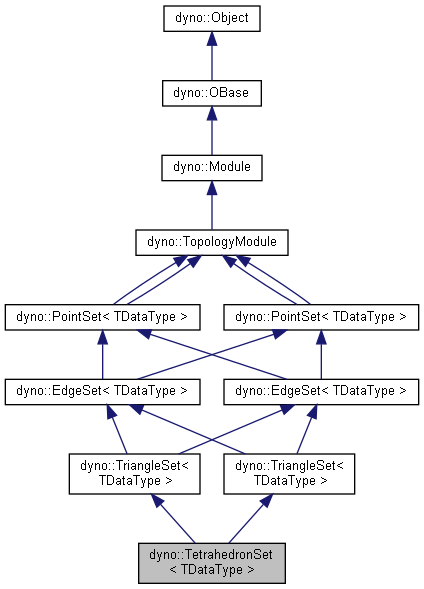 dyno::Object
dyno::OBase
dyno::Module
dyno::TopologyModule
dyno::PointSet< TDataType >
dyno::PointSet< TDataType >
dyno::EdgeSet< TDataType >
dyno::EdgeSet< TDataType >
dyno::TriangleSet<
TDataType >
dyno::TriangleSet<
TDataType >
dyno::TetrahedronSet
< TDataType >